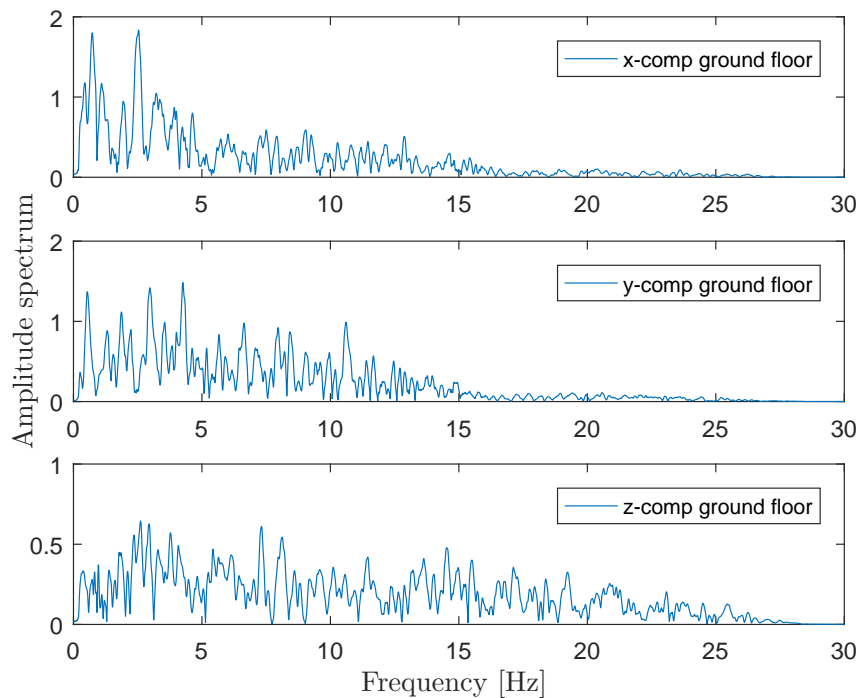 2
x-comp ground floor
1
0
0 5 10 15 20 25 30
Amplitude spectrum
2
y-comp ground floor
1
0
0 5 10 15 20 25 30
1
z-comp ground floor
0.5
0
0 5 10 15 20 25 30
Frequency [Hz]